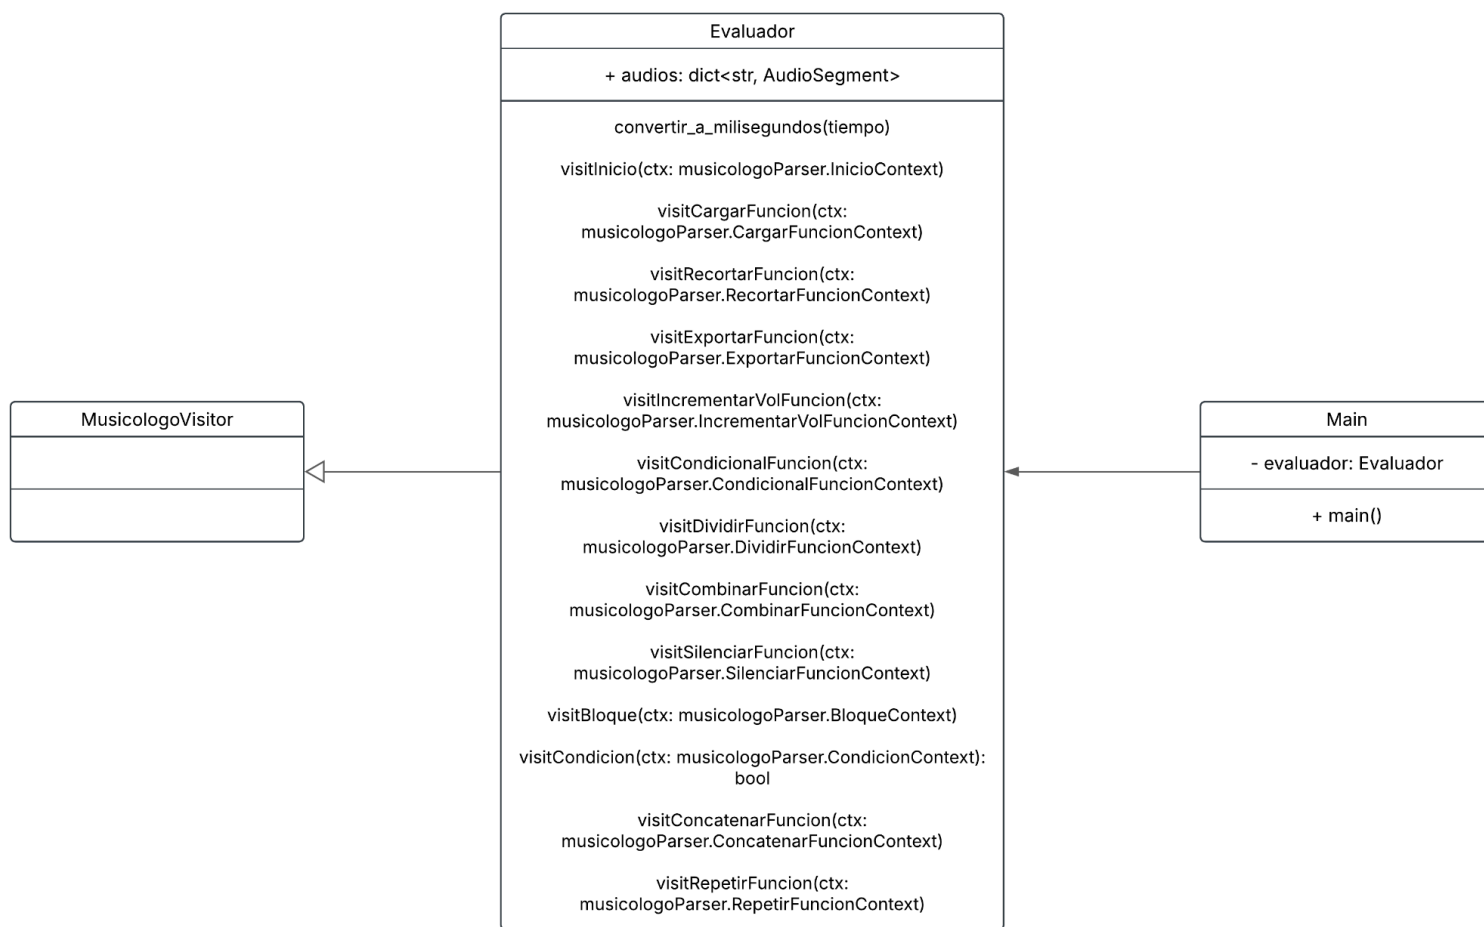 Evaluador
+ audios: dict<str, AudioSegment>
convertir_a_milisegundos(tiempo)
visitInicio(ctx: musicologoParser.InicioContext)
visitCargarFuncion(ctx:
musicologoParser.CargarFuncionContext)
visitRecortarFuncion(ctx:
musicologoParser.RecortarFuncionContext)
visitExportarFuncion(ctx:
musicologoParser.ExportarFuncionContext)
visitIncrementarVolFuncion(ctx:
musicologoParser.IncrementarVolFuncionContext)
visitCondicionalFuncion(ctx:
musicologoParser.CondicionalFuncionContext)
visitDividirFuncion(ctx:
musicologoParser.DividirFuncionContext)
visitCombinarFuncion(ctx:
musicologoParser.CombinarFuncionContext)
visitSilenciarFuncion(ctx:
musicologoParser.SilenciarFuncionContext)
visitBloque(ctx: musicologoParser.BloqueContext)
visitCondicion(ctx: musicologoParser.CondicionContext):
bool
visitConcatenarFuncion(ctx:
musicologoParser.ConcatenarFuncionContext)
visitRepetirFuncion(ctx:
musicologoParser.RepetirFuncionContext)
MusicologoVisitor
Main
- evaluador: Evaluador
+ main()